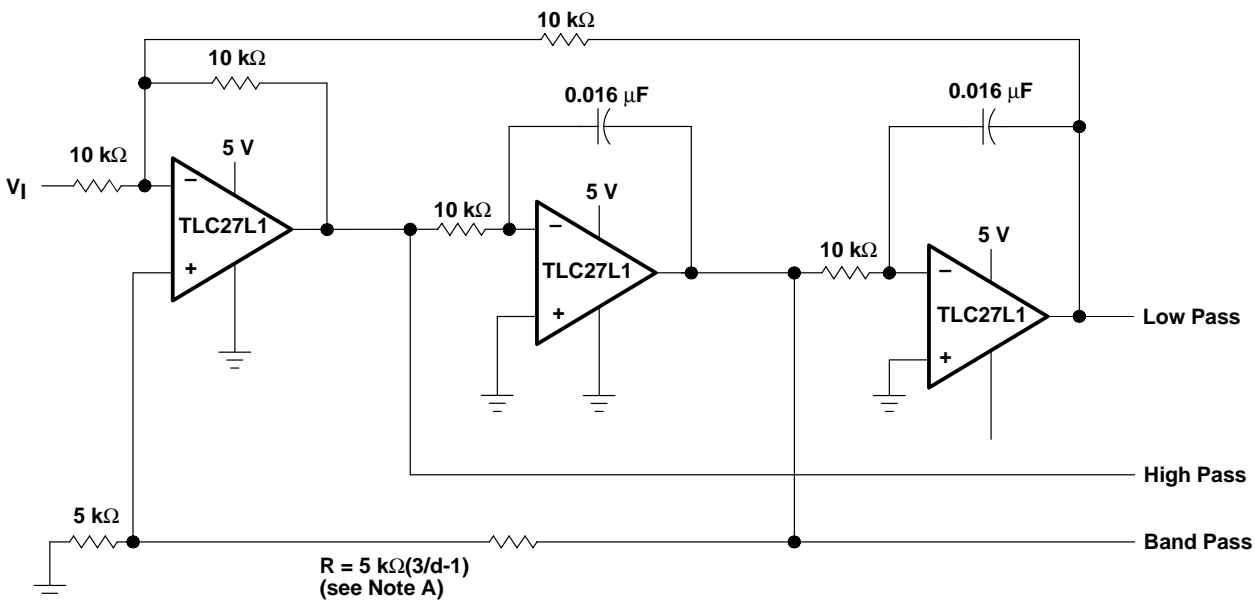 10 kΩ
10 kΩ
0.016 μF
0.016 μF
10 kΩ
5 V
VI
−
TLC27L1
+
10 kΩ
5 V
−
TLC27L1
+
10 kΩ
5 V
−
TLC27L1
+
Low Pass
High Pass
5 kΩ
Band Pass
R = 5 kΩ(3/d-1)
(see Note A)